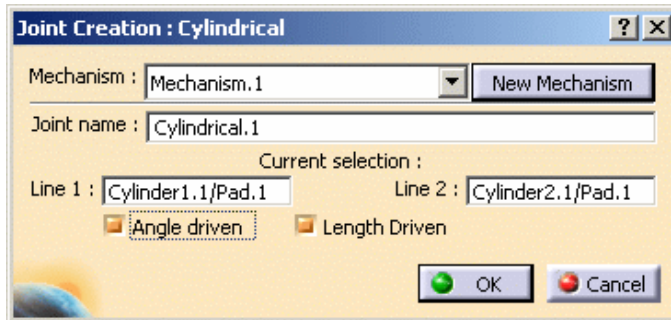 Joint Creation : Cylindrical ? X
Mechanism : Mechanism.1 New Mechanism
Joint name : Cylindrical.1
Current selection :
Line 1 : Cylinder1.1/Pad.1 Line 2 : Cylinder2.1/Pad.1
Angle driven Length Driven
OK Cancel